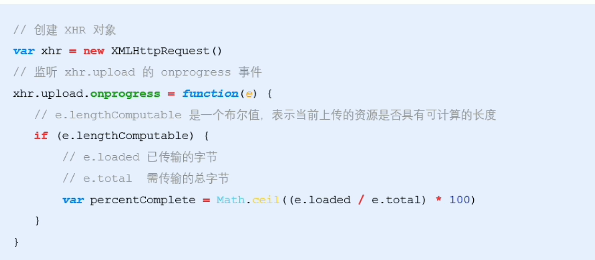 // 创建 XHR 对象
var xhr = new XMLHttpRequest()
// 监听 xhr.upload 的 onprogress 事件
xhr.upload.onprogress = function(e) {
// e.lengthComputable 是一个布尔值，表示当前上传的资源是否具有可计算的长度
if (e.lengthComputable) {
// e.loaded 已传输的字节
// e.total  需传输的总字节
var percentComplete = Math.ceil((e.loaded / e.total) * 100)
}
}